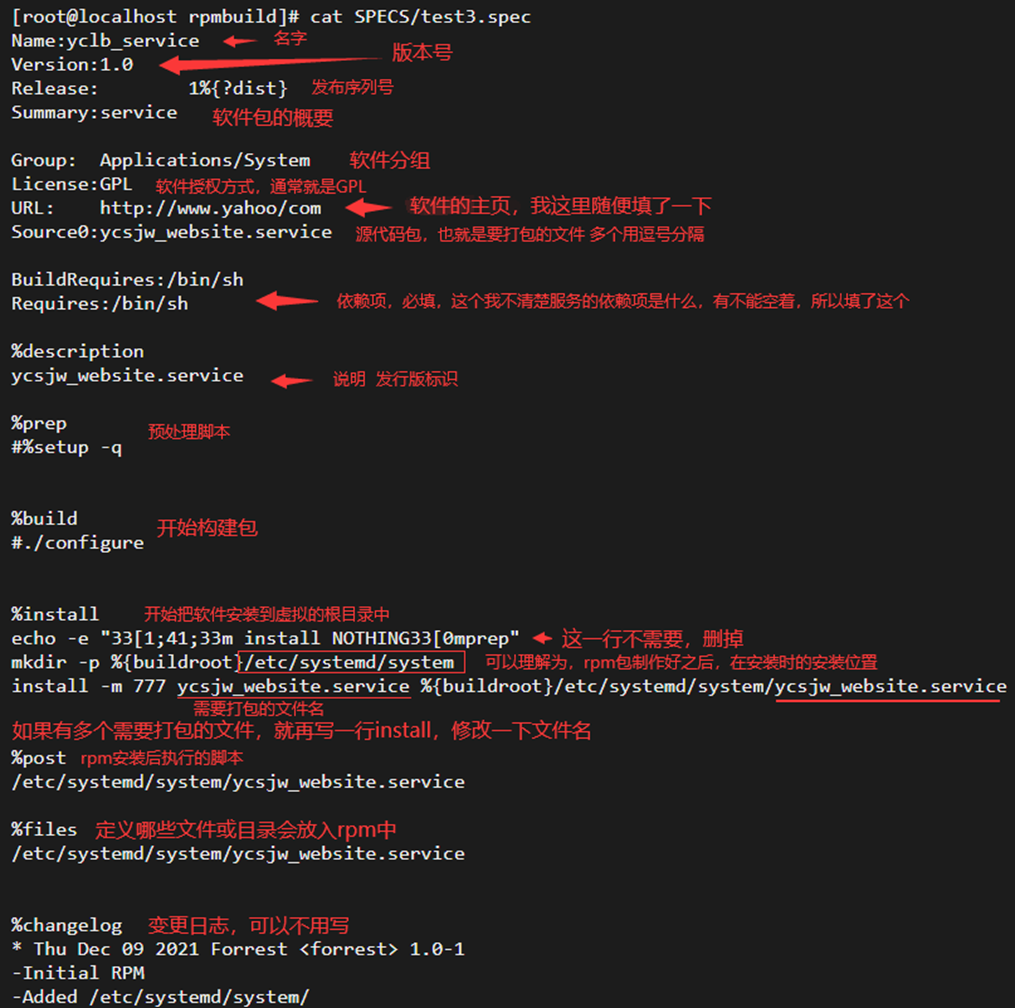 [root@localhost rpmbuild]# cat SPECS/test3.spec
Name:yclb_service 名字
Version:1.0 版本号
Release: 1%{?dist} 发布序列号
Summary:service 软件包的概要
Group: Applications/System 软件分组
License:GPL 软件授权方式，通常就是GPL
URL: http://www.yahoo/com 软件的主页，我这里随便填了一下
Source0:ycsjw_website.service 源代码包，也就是要打包的文件 多个用逗号分隔
BuildRequires:/bin/sh
Requires:/bin/sh 依赖项，必填，这个我不清楚服务的依赖项是什么，有不能空着，所以填了这个
%description
ycsjw_website.service 说明 发行版标识
%prep 预处理脚本
#%setup -q
%build 开始构建包
#./configure
%install 开始把软件安装到虚拟的根目录中
echo -e "33[1;41;33m install NOTHING33[0mprep" 这一行不需要，删掉
mkdir -p %{buildroot}/etc/systemd/system 可以理解为，rpm包制作好之后，在安装时的安装位置
install -m 777 ycsjw_website.service %{buildroot}/etc/systemd/system/ycsjw_website.service
需要打包的文件名
如果有多个需要打包的文件，就再写一行install，修改一下文件名
%post rpm安装后执行的脚本
/etc/systemd/system/ycsjw_website.service
%files 定义哪些文件或目录会放入rpm中
/etc/systemd/system/ycsjw_website.service
%changelog 变更日志，可以不用写
* Thu Dec 09 2021 Forrest <forrest> 1.0-1
-Initial RPM
-Added /etc/systemd/system/